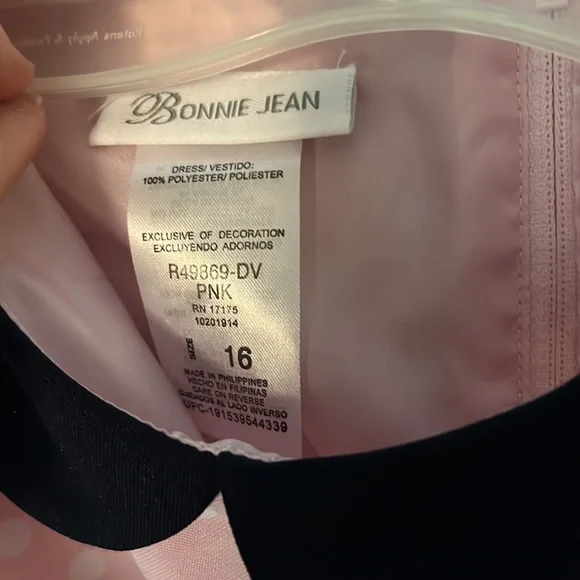 BONNIE JEAN
DRESS/ VESTIDO:
100% POLYESTER/ POLIESTER
EXCLUSIVE OF DECORATION
EXCLUYENDO ADORNOS
R49869-DV
PNK
RN 17175
10201914
SIZE 16
MADE IN PHILIPPINES
HECHO EN FILIPINAS
CARE ON REVERSE
CUIDADOS AL LADO INVERSO
UPC-191539544339